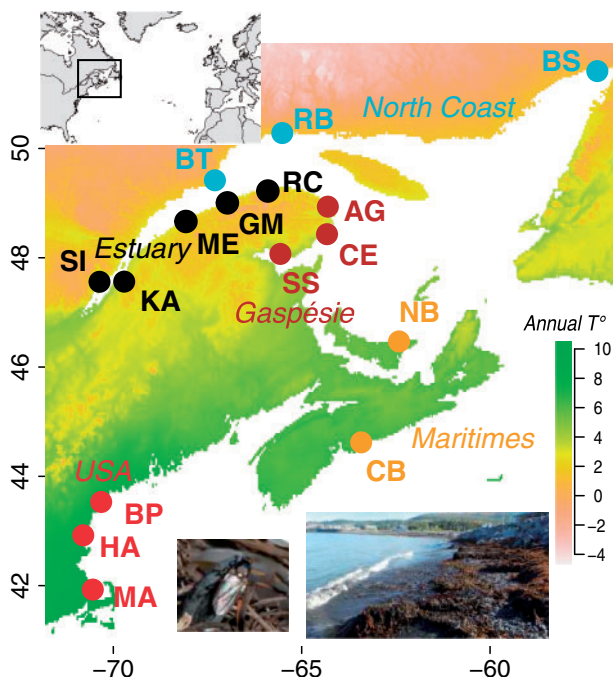 BS
North Coast
RB
50
BT
RC
AG
GM
ME
48
Estuary
CE
SI
SS
KA
Gaspésie
NB
Annual T°
46
10
8
6
4
2
0
−2
−4
Maritimes
44
USA
CB
BP
HA
42
MA
−70
−65
−60